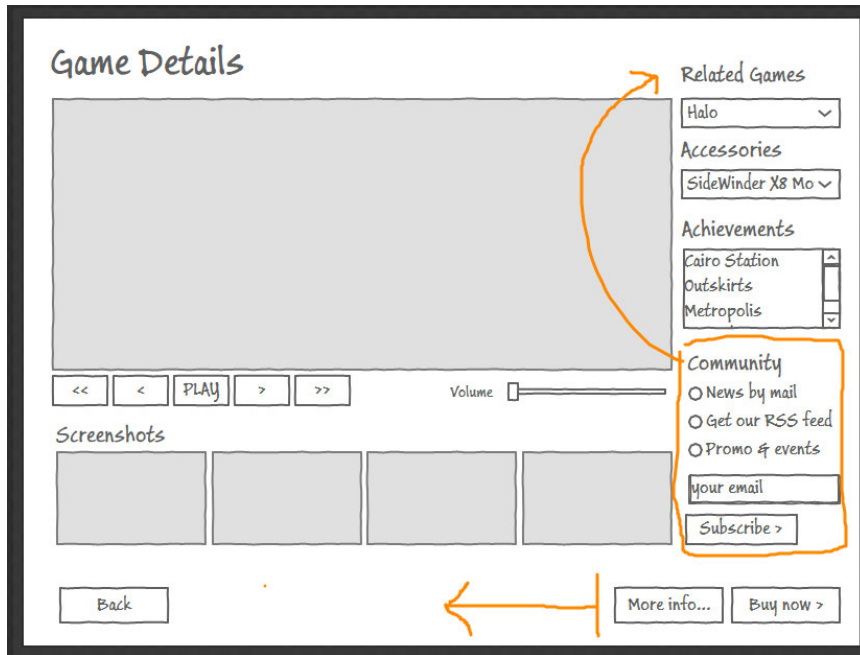 Game Details
Related Games
Halo
Accessories
SideWinder X8 Mo
Achievements
Cairo Station
Outskirts
Metropolis
<< < PLAY > >>
Volume
Community
News by mail
Get our RSS feed
Promo & events
your email
Subscribe >
Screenshots
Back
More info...
Buy now >